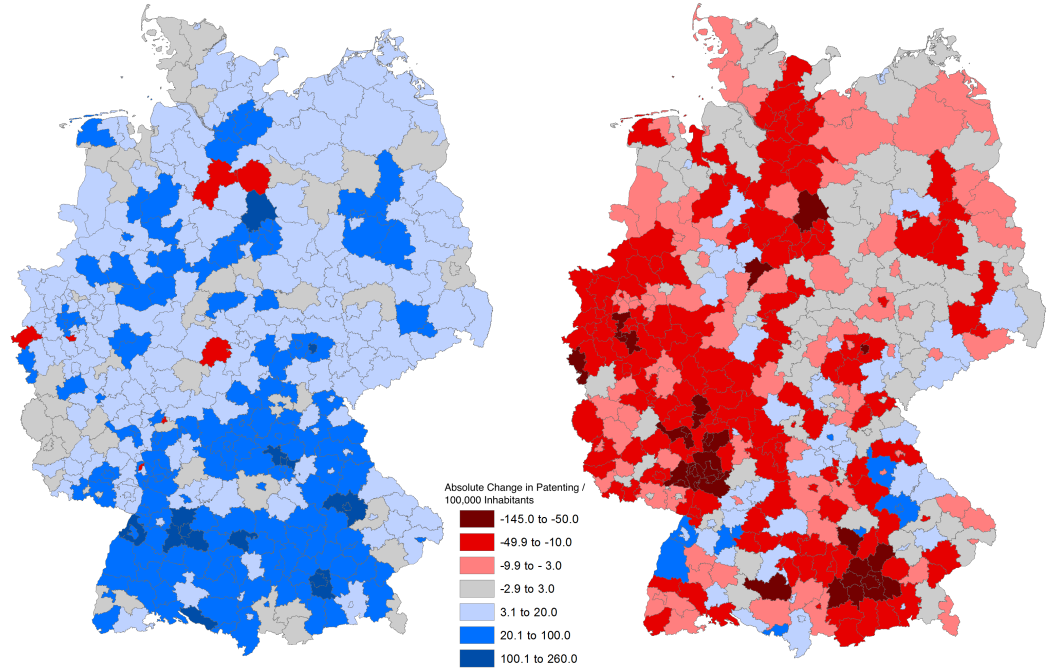 Absolute Change in Patenting /
100,000 Inhabitants
-145.0 to -50.0
-49.9 to -10.0
-9.9 to - 3.0
-2.9 to 3.0
3.1 to 20.0
20.1 to 100.0
100.1 to 260.0